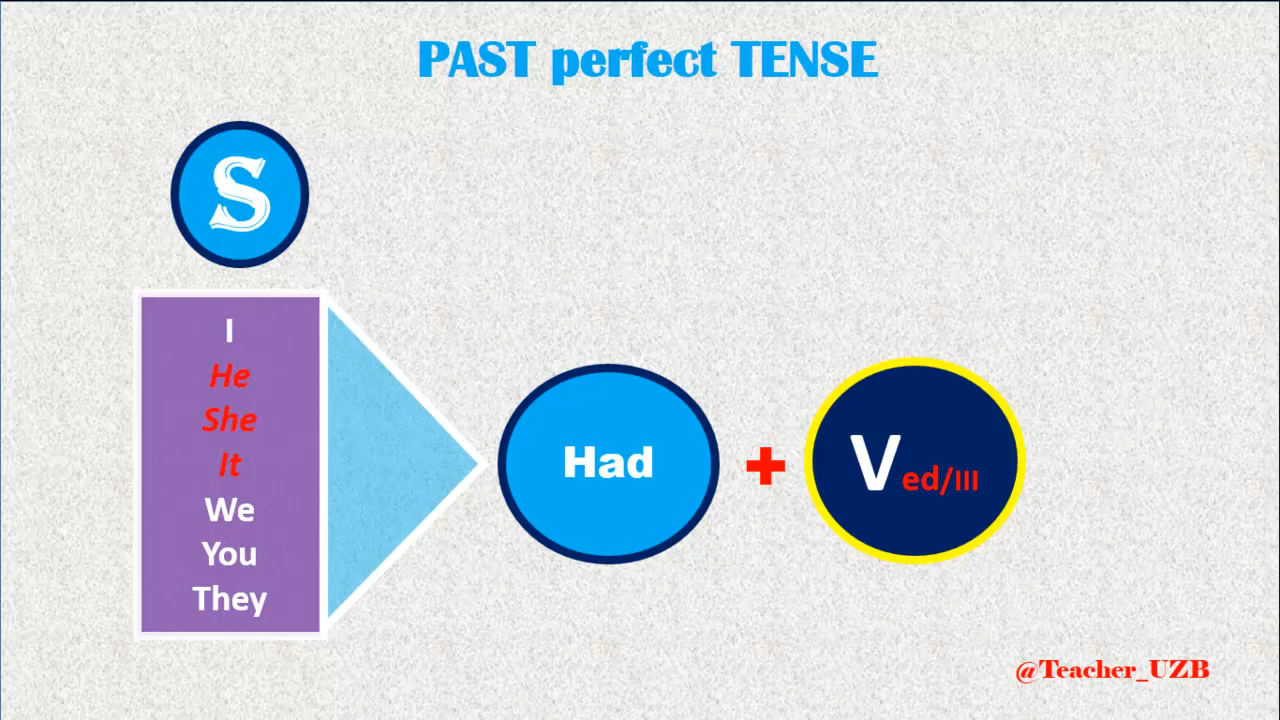 PAST perfect TENSE
S
I
He
She
It
We
You
They
Had
+
Ved/III
@Teacher_UZB